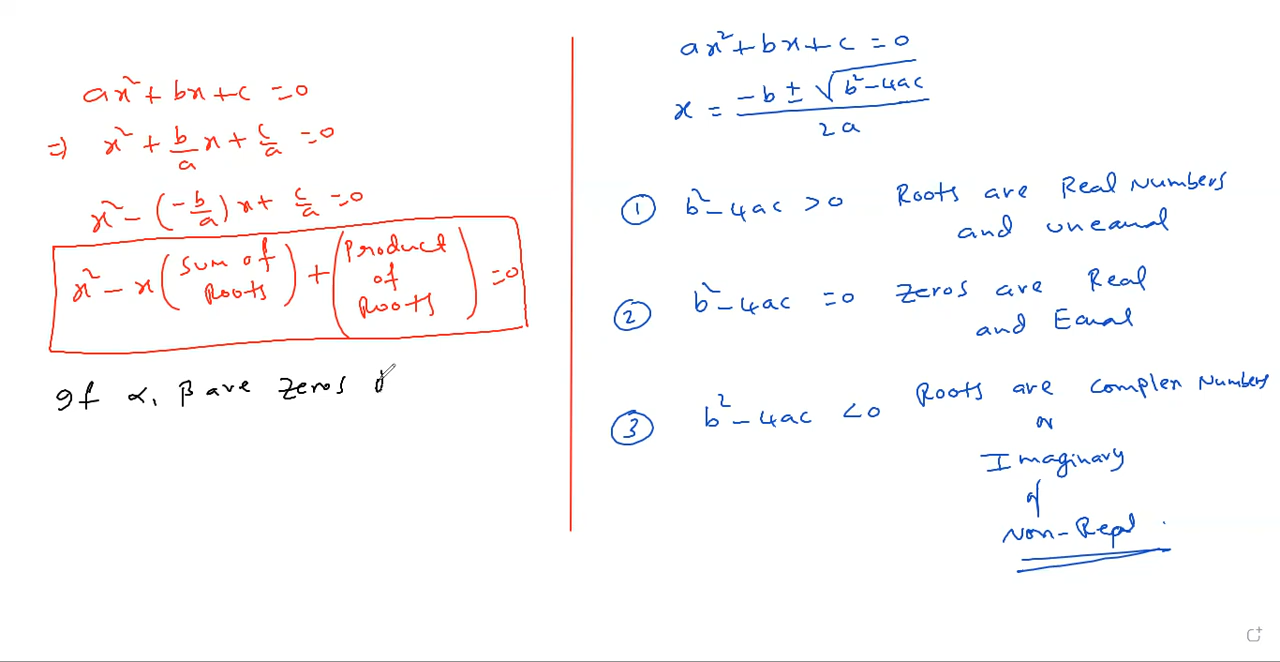 ax² + bx + c = 0
⇒ x² + b/a x + c/a = 0
x² - (-b/a) x + c/a = 0
x² - x (Sum of Roots) + (Product of Roots) = 0
If α, β are zeros o
ax² + bx + c = 0
x = (-b ± √(b² - 4ac)) / 2a
① b² - 4ac > 0 Roots are Real Numbers
and unequal
② b² - 4ac = 0 Zeros are Real
and Equal
③ b² - 4ac < 0 Roots are Complex Numbers
or
Imaginary
or
Non-Real.